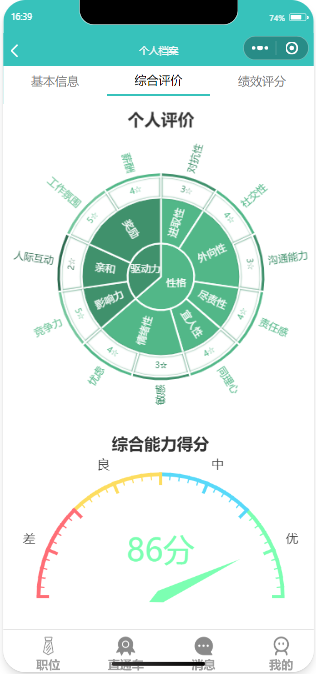 16:39
74%
个人档案
基本信息
综合评价
绩效评分
个人评价
薪酬
对抗性
工作氛围
4☆
3☆
社交性
5☆
4☆
奖励
进取性
外向性
人际互动
2☆
亲和
驱动力
3☆
沟通能力
性格
影响力
尽责性
竞争力
5☆
情绪性
宜人性
4☆
责任感
4☆
3☆
4☆
忧虑
敏感
同理心
综合能力得分
良
中
差
86分
优
职位
直通车
消息
我的